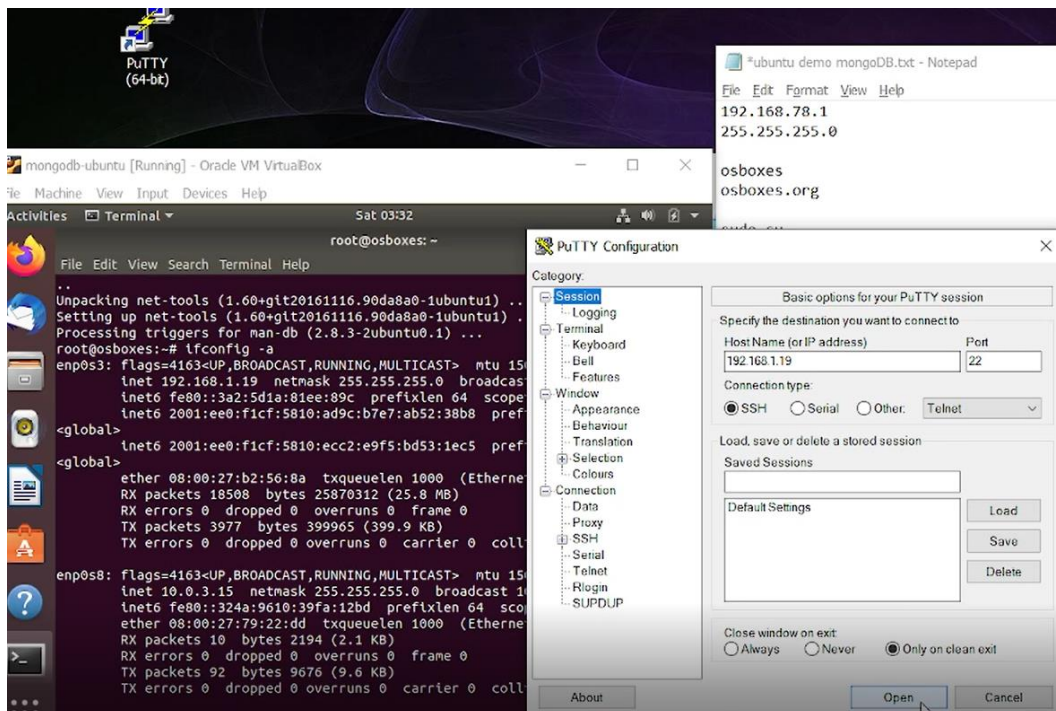 PuTTY
(64-bit)
*ubuntu demo mongoDB.txt - Notepad
File Edit Format View Help
192.168.78.1
255.255.255.0
osboxes
osboxes.org
sudo su
mongodb-ubuntu [Running] - Oracle VM VirtualBox
File Machine View Input Devices Help
Activities Terminal Sat 03:32
root@osboxes: ~
File Edit View Search Terminal Help
..
Unpacking net-tools (1.60+git20161116.90da8a0-1ubuntu1) ..
Setting up net-tools (1.60+git20161116.90da8a0-1ubuntu1) .
Processing triggers for man-db (2.8.3-2ubuntu0.1) ...
root@osboxes:~# ifconfig -a
enp0s3: flags=4163<UP,BROADCAST,RUNNING,MULTICAST> mtu 150
inet 192.168.1.19 netmask 255.255.255.0 broadcas
inet6 fe80::3a2:5d1a:81ee:89c prefixlen 64 scope
inet6 2001:ee0:f1cf:5810:ad9c:b7e7:ab52:38b8 pref
<global>
inet6 2001:ee0:f1cf:5810:ecc2:e9f5:bd53:1ec5 pref
<global>
ether 08:00:27:b2:56:8a txqueuelen 1000 (Etherne
RX packets 18508 bytes 25870312 (25.8 MB)
RX errors 0 dropped 0 overruns 0 frame 0
TX packets 3977 bytes 399965 (399.9 KB)
TX errors 0 dropped 0 overruns 0 carrier 0 coll
enp0s8: flags=4163<UP,BROADCAST,RUNNING,MULTICAST> mtu 150
inet 10.0.3.15 netmask 255.255.255.0 broadcast 10
inet6 fe80::324a:9610:39fa:12bd prefixlen 64 scop
ether 08:00:27:79:22:dd txqueuelen 1000 (Etherne
RX packets 10 bytes 2194 (2.1 KB)
RX errors 0 dropped 0 overruns 0 frame 0
TX packets 92 bytes 9676 (9.6 KB)
TX errors 0 dropped 0 overruns 0 carrier 0 coll
PuTTY Configuration
Category:
Session
Logging
Terminal
Keyboard
Bell
Features
Window
Appearance
Behaviour
Translation
Selection
Colours
Connection
Data
Proxy
SSH
Serial
Telnet
Rlogin
SUPDUP
Basic options for your PuTTY session
Specify the destination you want to connect to
Host Name (or IP address) Port
192.168.1.19 22
Connection type:
SSH Serial Other: Telnet
Load, save or delete a stored session
Saved Sessions
Default Settings
Load
Save
Delete
Close window on exit:
Always Never Only on clean exit
About Open Cancel